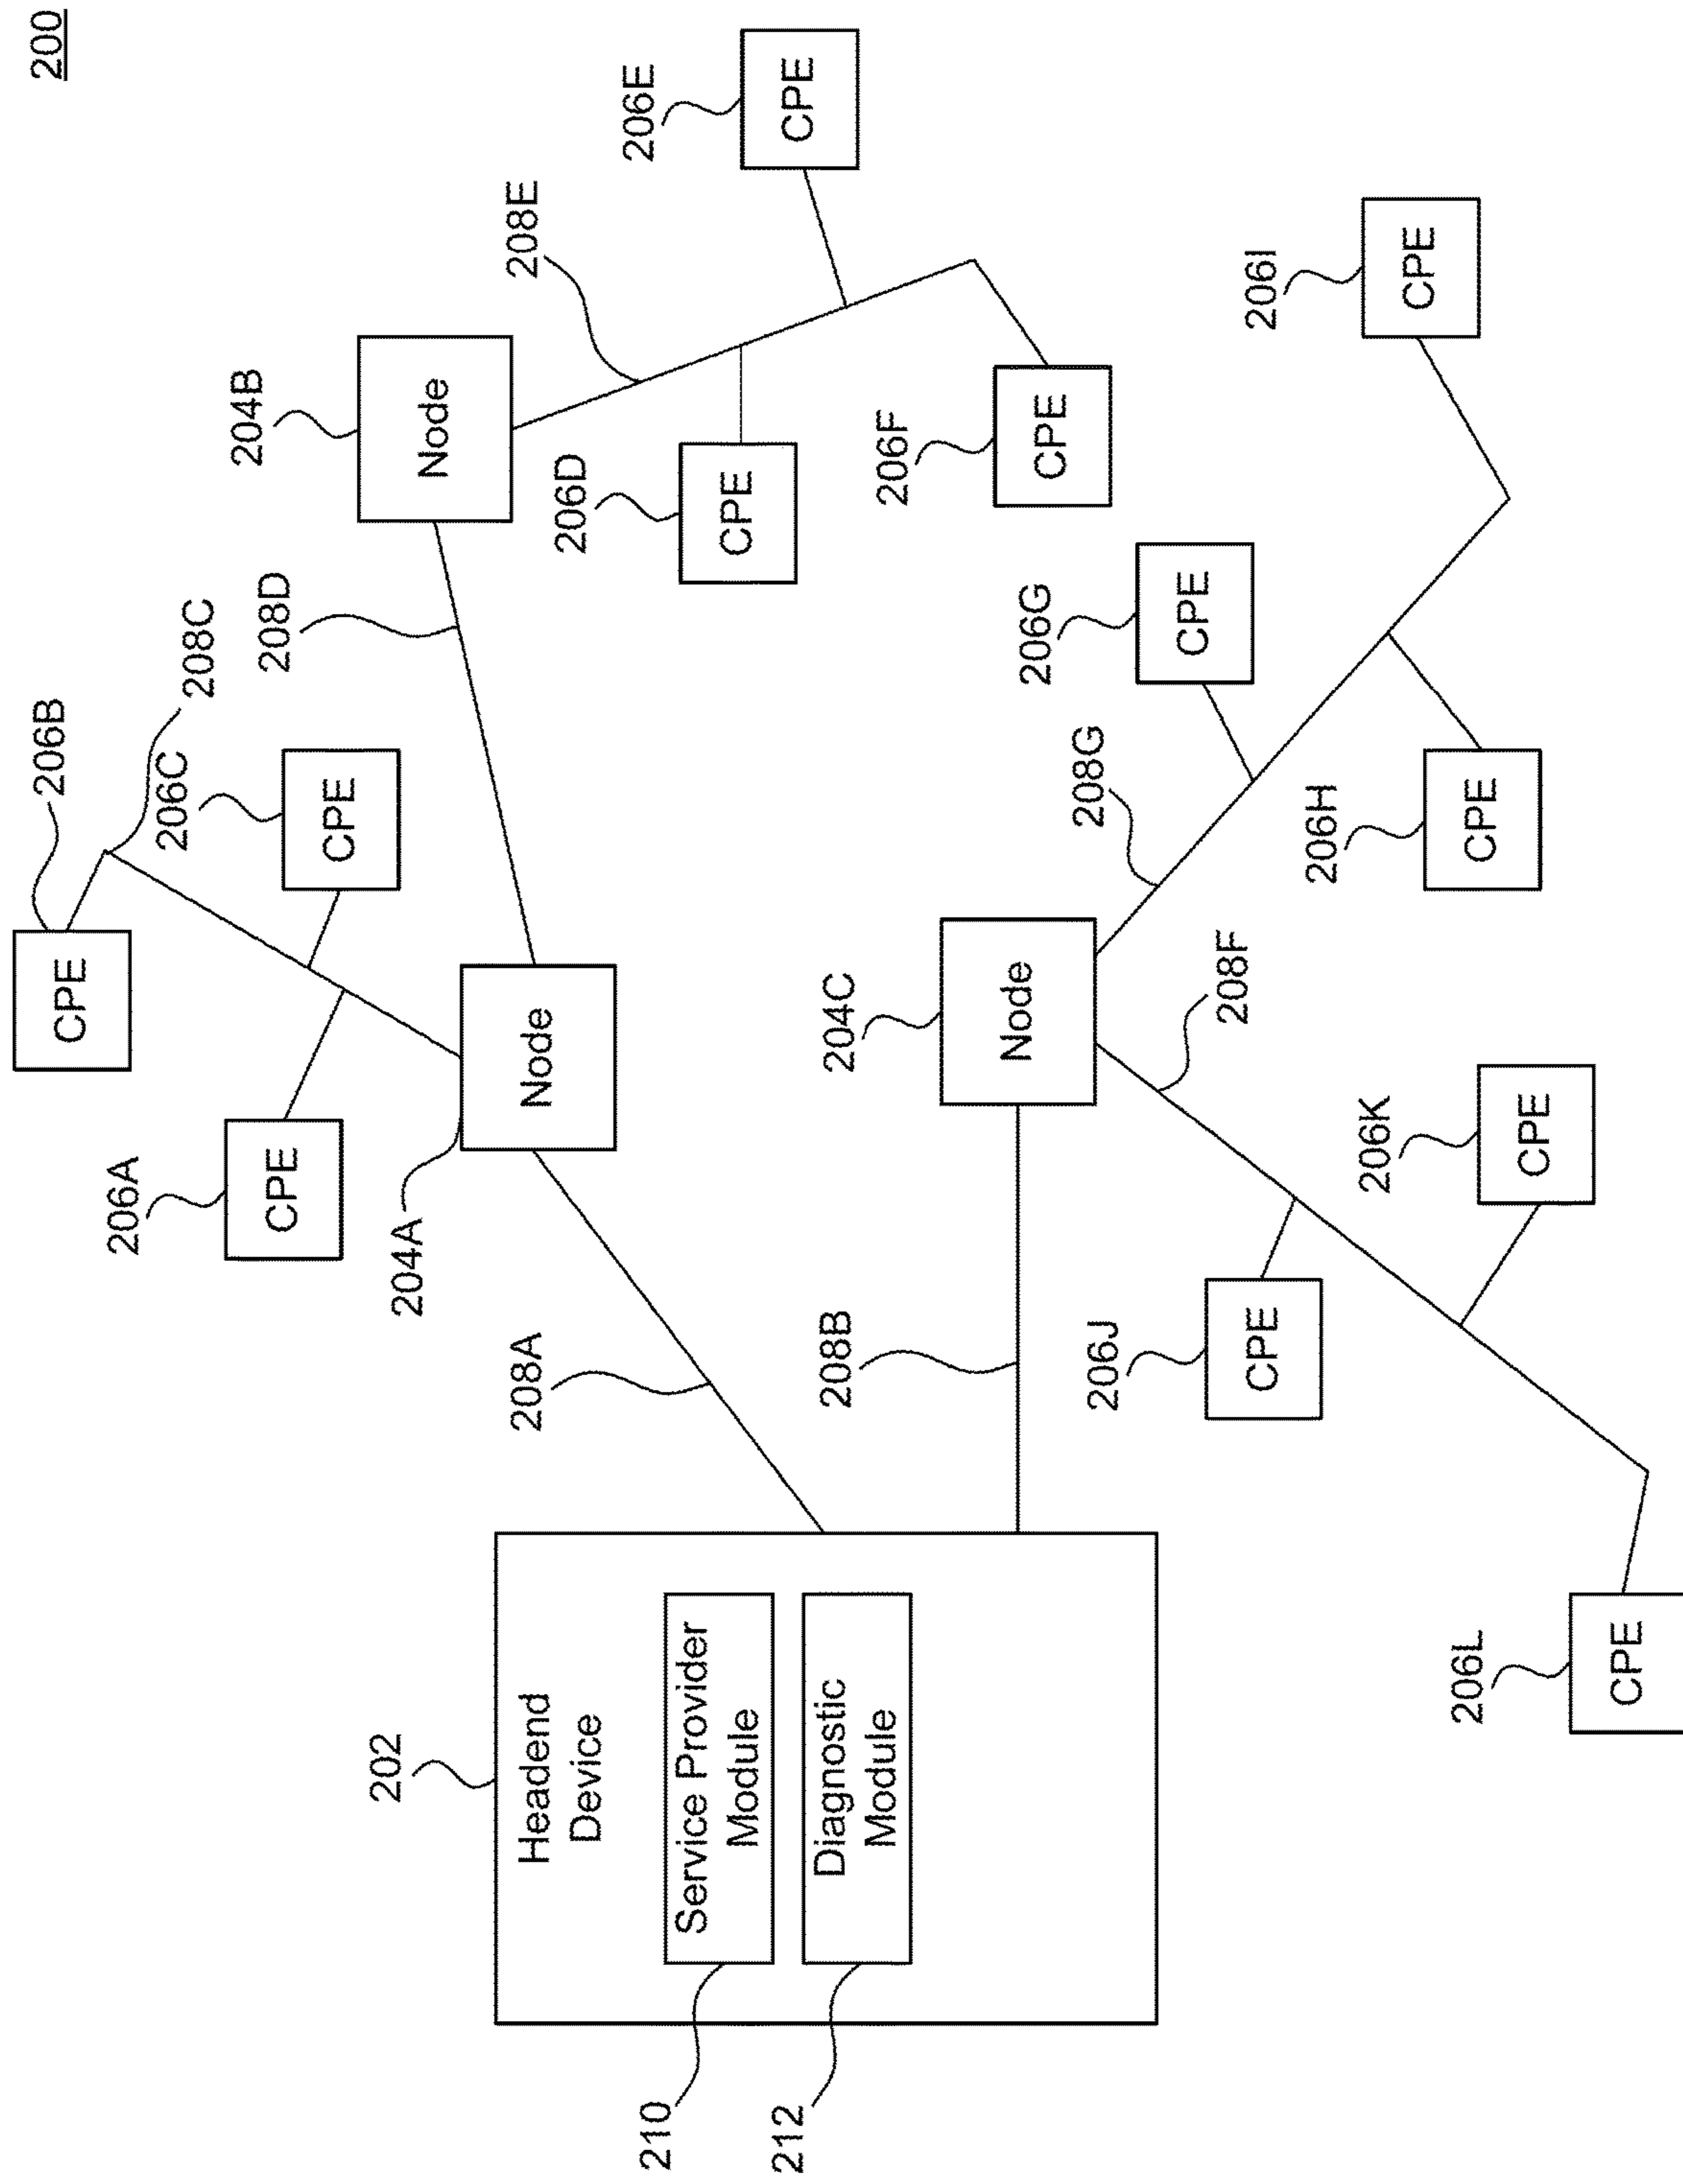 200
206B
CPE
208C
206A
CPE
206C
CPE
208D
204B
Node
204A
Node
208E
206E
CPE
206D
CPE
206F
CPE
202
Headend
Device
210
Service Provider
Module
212
Diagnostic
Module
208A
208B
204C
Node
208G
206G
CPE
206I
CPE
206H
CPE
208F
206J
CPE
206K
CPE
206L
CPE